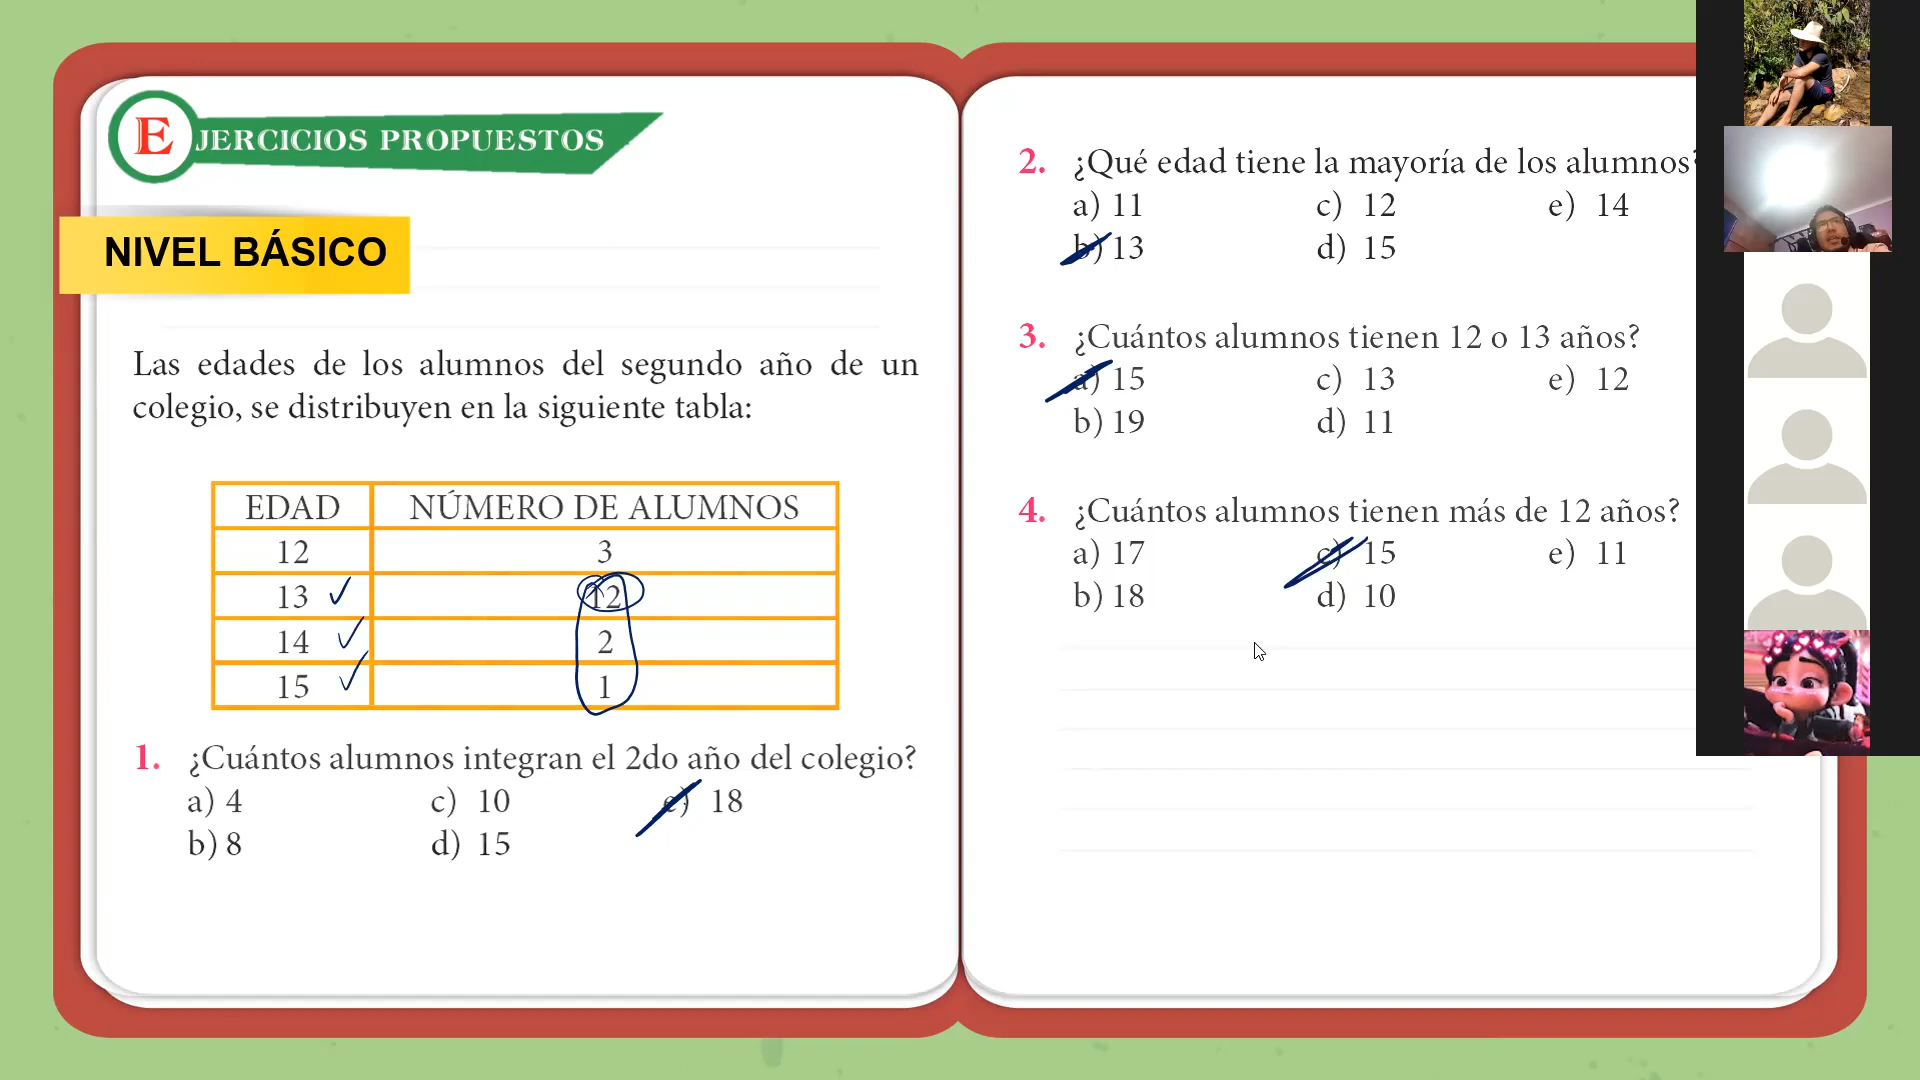 EJERCICIOS PROPUESTOS
NIVEL BÁSICO
Las edades de los alumnos del segundo año de un
colegio, se distribuyen en la siguiente tabla:
EDAD NÚMERO DE ALUMNOS
12 3
13 12
14 2
15 1
1. ¿Cuántos alumnos integran el 2do año del colegio?
a) 4 c) 10 e) 18
b) 8 d) 15
2. ¿Qué edad tiene la mayoría de los alumnos?
a) 11 c) 12 e) 14
b) 13 d) 15
3. ¿Cuántos alumnos tienen 12 o 13 años?
a) 15 c) 13 e) 12
b) 19 d) 11
4. ¿Cuántos alumnos tienen más de 12 años?
a) 17 c) 15 e) 11
b) 18 d) 10